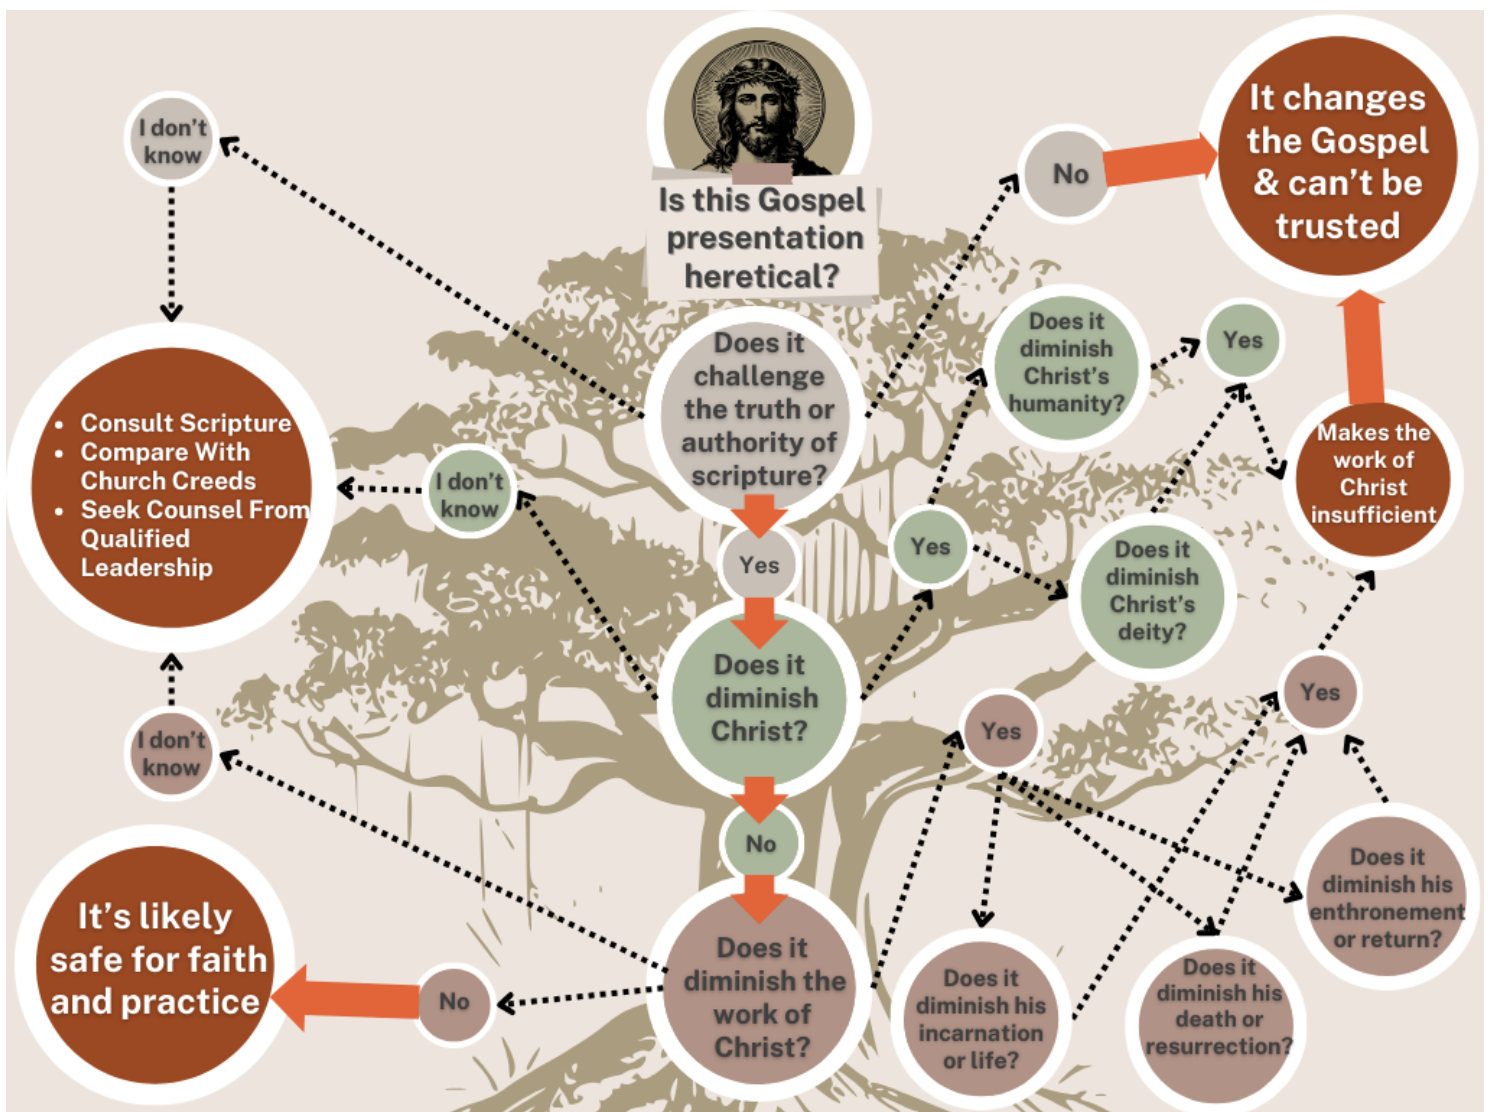 Is this Gospel
presentation
heretical?
I don't
know
No
It changes
the Gospel
& can't be
trusted
Does it
challenge
the truth or
authority of
scripture?
Does it
diminish
Christ's
humanity?
Yes
• Consult Scripture
• Compare With
Church Creeds
• Seek Counsel From
Qualified
Leadership
I don't
know
Yes
Yes
Does it
diminish
Christ's
deity?
Makes the
work of
Christ
insufficient
Does it
diminish
Christ?
I don't
know
Yes
Yes
No
It's likely
safe for faith
and practice
No
Does it
diminish the
work of
Christ?
Does it
diminish his
incarnation
or life?
Does it
diminish his
death or
resurrection?
Does it
diminish his
enthronement
or return?